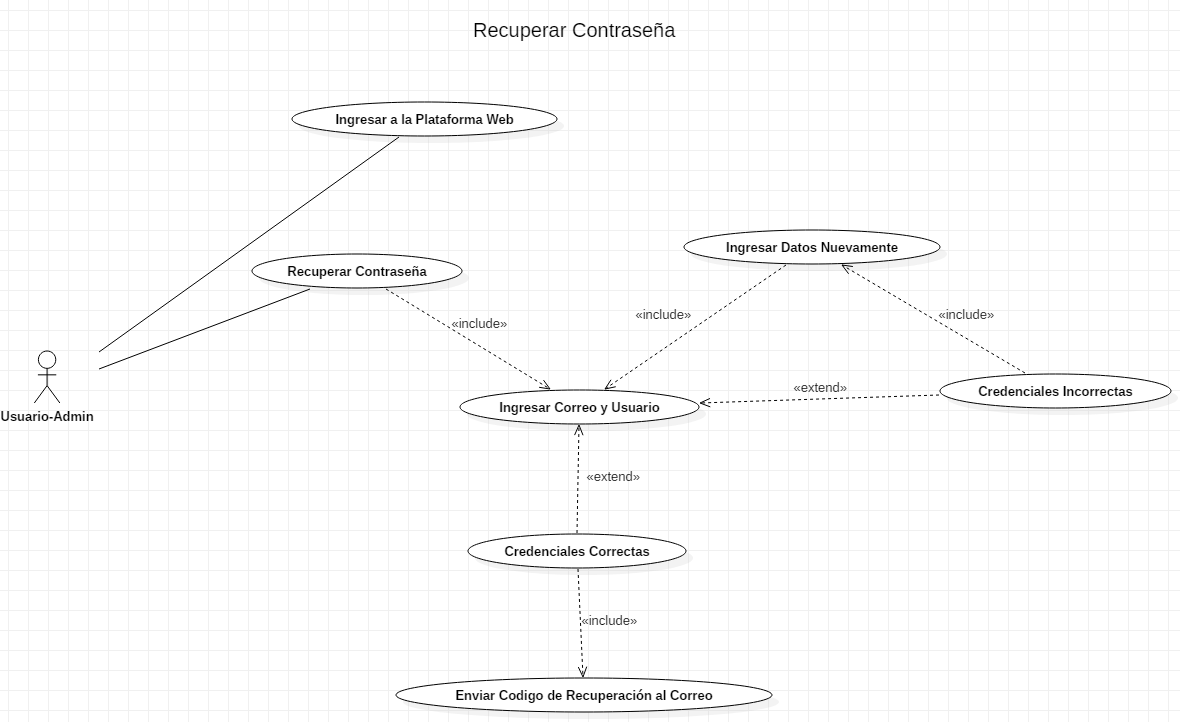 Recuperar Contraseña
Ingresar a la Plataforma Web
Ingresar Datos Nuevamente
Recuperar Contraseña
«include»
«include»
«include»
Usuario-Admin
«extend»
Credenciales Incorrectas
Ingresar Correo y Usuario
«extend»
Credenciales Correctas
«include»
Enviar Codigo de Recuperación al Correo